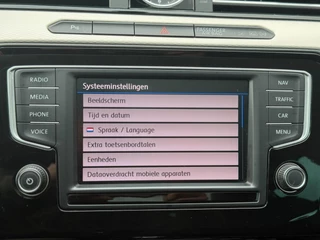 RADIO
MEDIA
PHONE
VOICE
Systeeminstellingen
Beeldscherm
Tijd en datum
Spraak / Language
Extra toetsenbordtalen
Eenheden
Dataoverdracht mobiele apparaten
NAV
TRAFFIC
CAR
MENU